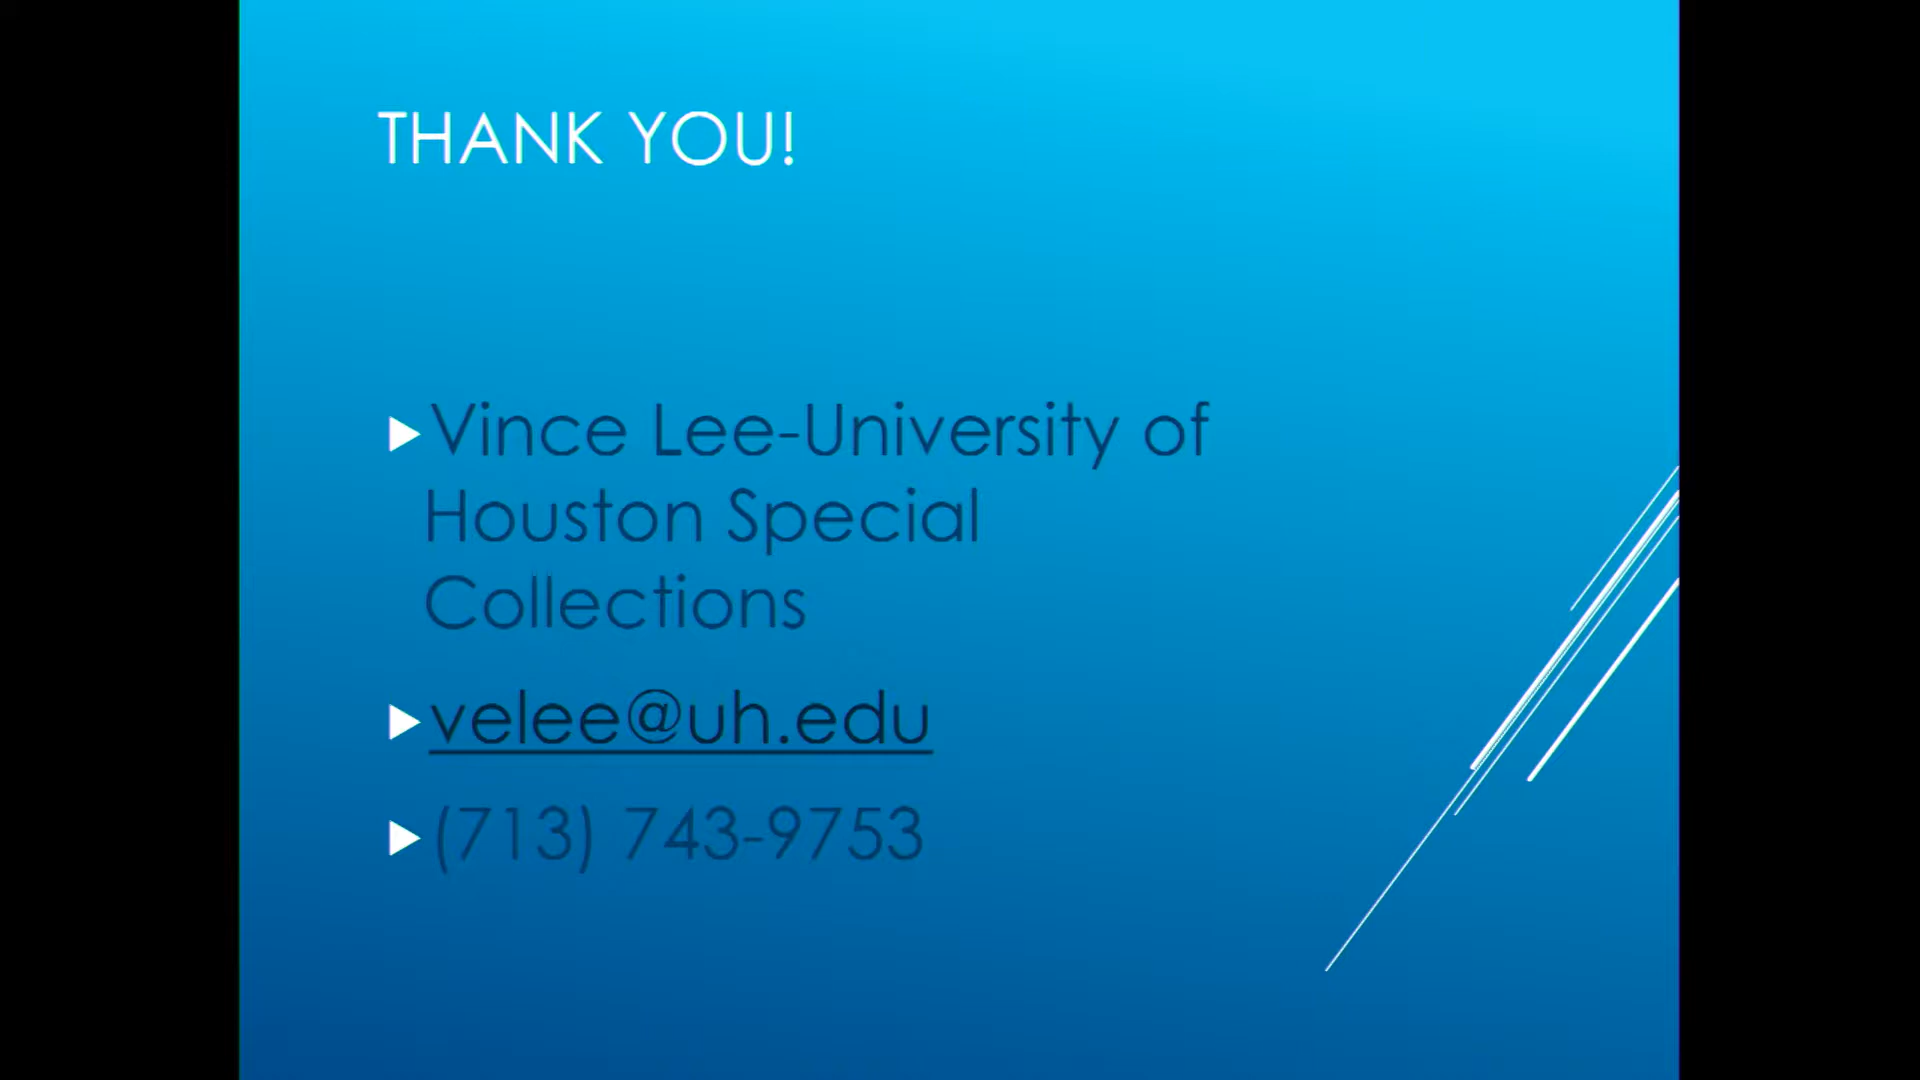 THANK YOU!
Vince Lee-University of
Houston Special
Collections
velee@uh.edu
(713) 743-9753